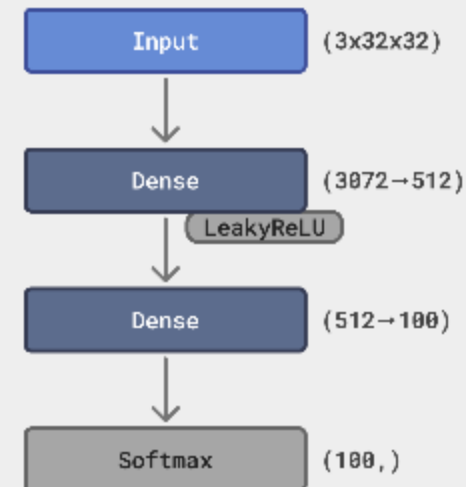 Input (3x32x32)
Dense (3072→512)
LeakyReLU
Dense (512→100)
Softmax (100,)